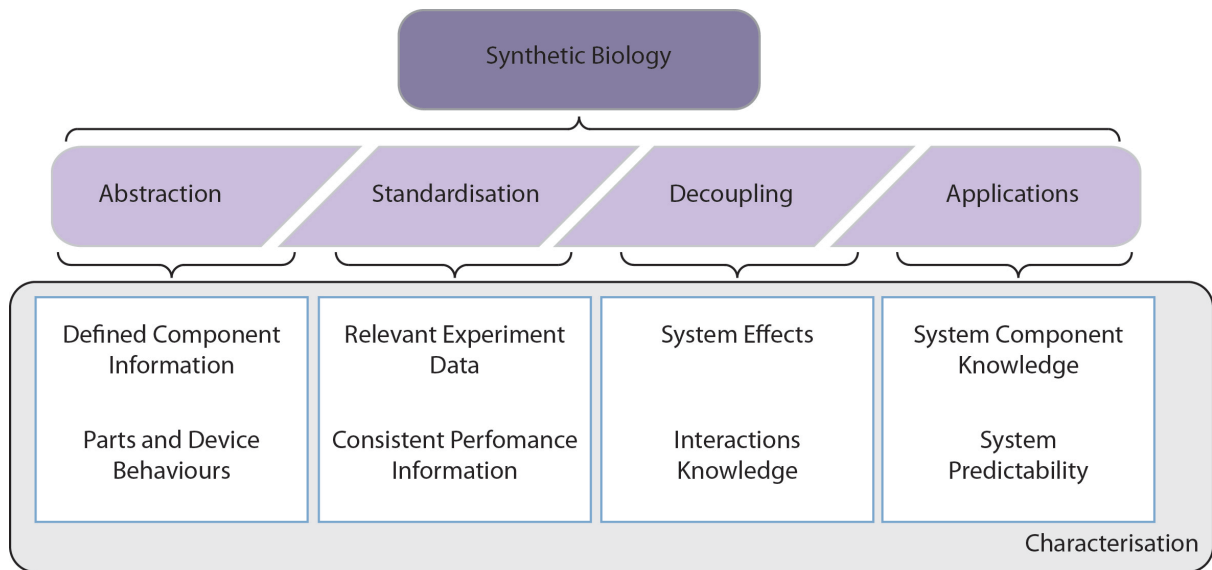 Synthetic Biology
Abstraction
Standardisation
Decoupling
Applications
Defined Component
Information
Parts and Device
Behaviours
Relevant Experiment
Data
Consistent Perfomance
Information
System Effects
Interactions
Knowledge
System Component
Knowledge
System
Predictability
Characterisation